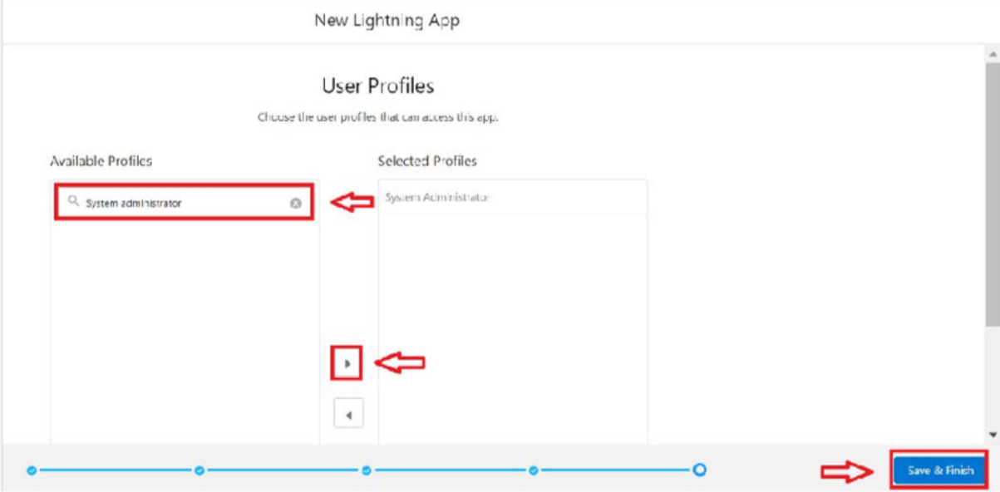 New Lightning App
User Profiles
Choose the user profiles that can access this app.
Available Profiles
Selected Profiles
System administrator
System Administrator
Save & Finish